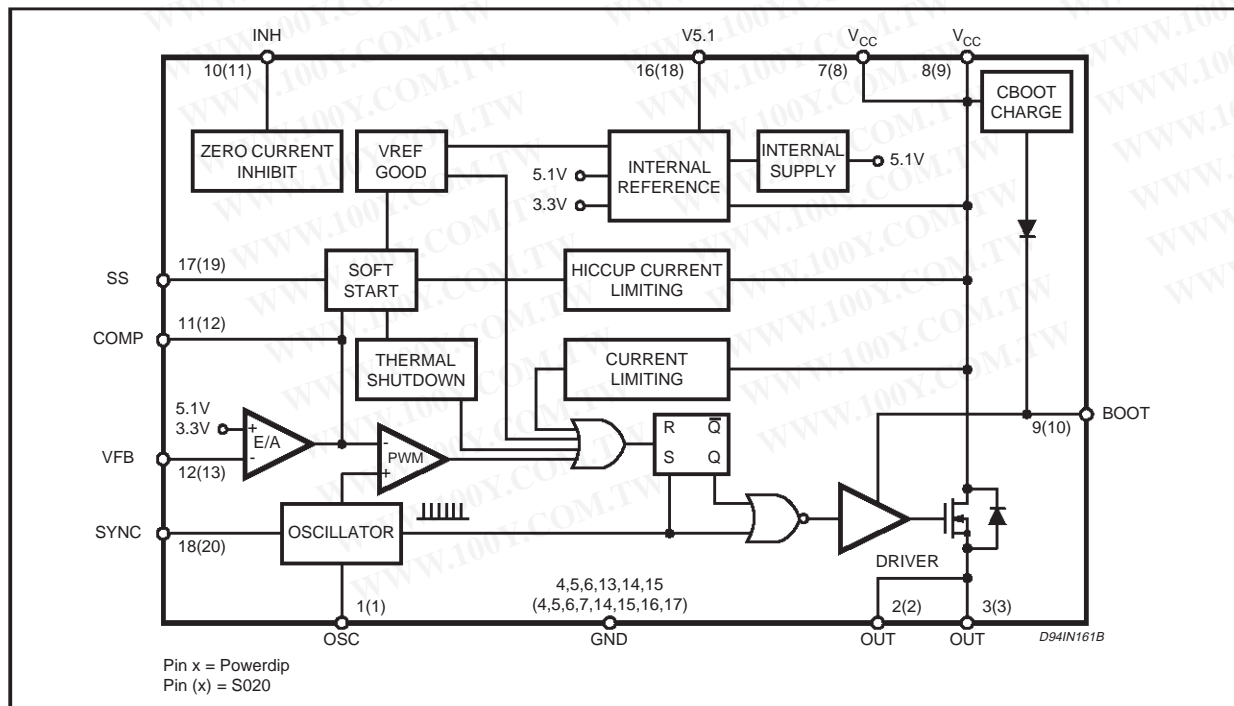 INH
V5.1
VCC
VCC
10(11)
16(18)
7(8)
8(9)
CBOOT
CHARGE
ZERO CURRENT
INHIBIT
VREF
GOOD
INTERNAL
REFERENCE
INTERNAL
SUPPLY
5.1V
5.1V
3.3V
SS
17(19)
SOFT
START
HICCUP CURRENT
LIMITING
COMP
11(12)
THERMAL
SHUTDOWN
CURRENT
LIMITING
5.1V
3.3V
+
E/A
-
VFB
12(13)
-
PWM
+
R Q̅
S Q
BOOT
9(10)
SYNC
18(20)
OSCILLATOR
DRIVER
1(1)
OSC
4,5,6,13,14,15
(4,5,6,7,14,15,16,17)
GND
2(2)
OUT
3(3)
OUT
D94IN161B
Pin x = Powerdip
Pin (x) = S020
WWW.100Y.COM.TW